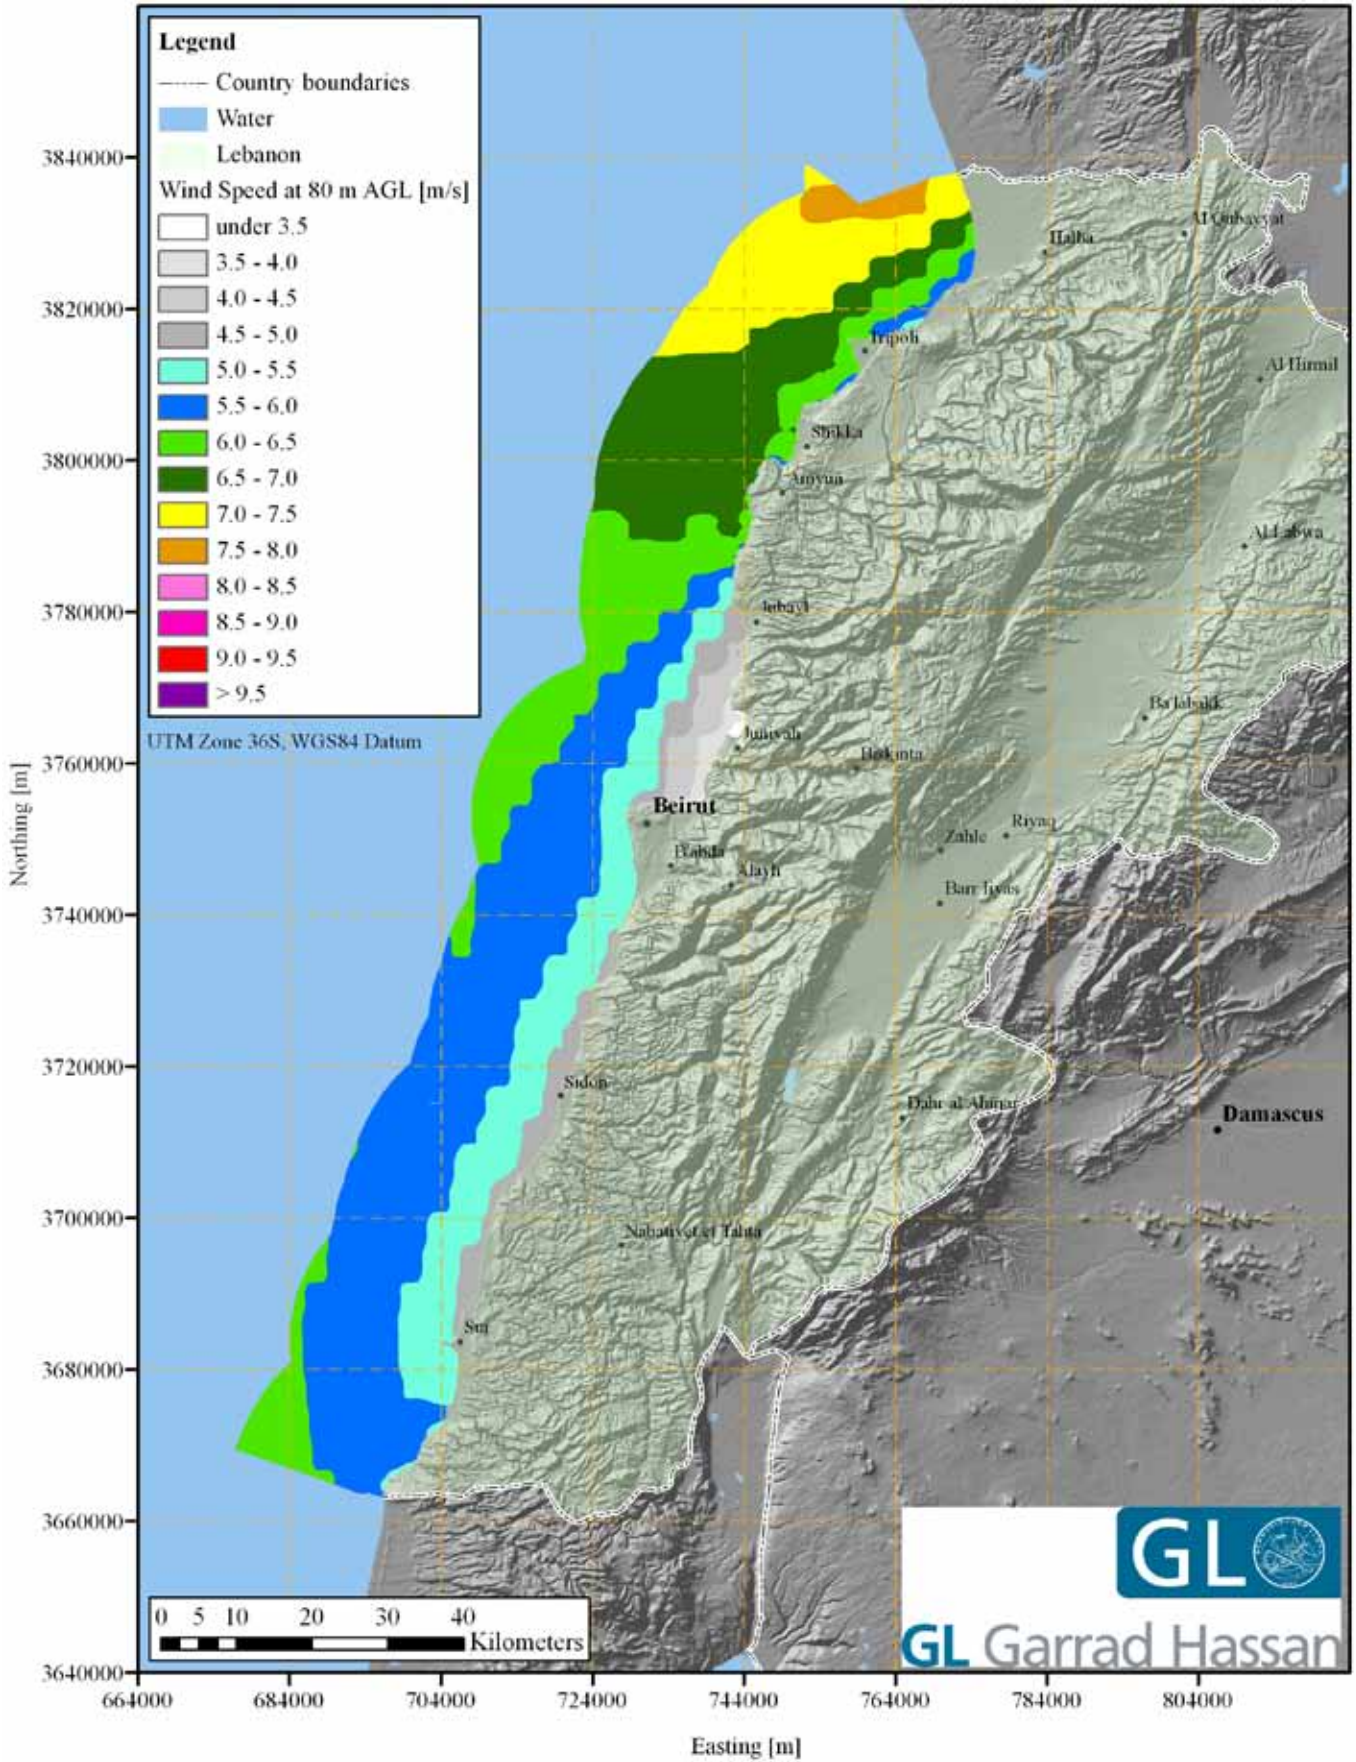 Legend
Country boundaries
Water
Lebanon
Wind Speed at 80 m AGL [m/s]
under 3.5
3.5 - 4.0
4.0 - 4.5
4.5 - 5.0
5.0 - 5.5
5.5 - 6.0
6.0 - 6.5
6.5 - 7.0
7.0 - 7.5
7.5 - 8.0
8.0 - 8.5
8.5 - 9.0
9.0 - 9.5
> 9.5
UTM Zone 36S, WGS84 Datum
Northing [m]
3840000
3820000
3800000
3780000
3760000
3740000
3720000
3700000
3680000
3660000
3640000
Al Qubayyat
Halba
Tripoli
Al Hirmil
Shikka
Amyun
Al Labwa
Jubayl
Ba'labakk
Juniyah
Biskinta
Beirut
Riyaq
Zahle
B'abda
Alayh
Barr Ilyas
Sidon
Dahr al Ahmar
Damascus
Nabatiyet et Tahta
Sur
0 5 10 20 30 40
Kilometers
GL
GL Garrad Hassan
664000 684000 704000 724000 744000 764000 784000 804000
Easting [m]